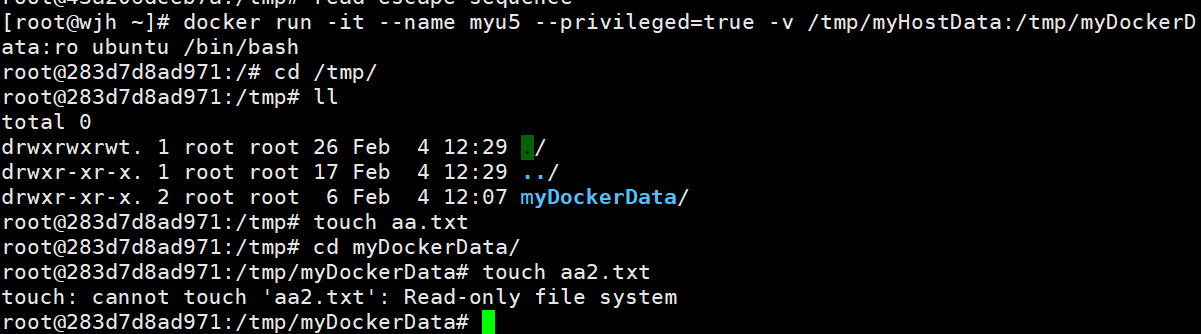 [root@wjh ~]# docker run -it --name myu5 --privileged=true -v /tmp/myHostData:/tmp/myDockerD
ata:ro ubuntu /bin/bash
root@283d7d8ad971:/# cd /tmp/
root@283d7d8ad971:/tmp# ll
total 0
drwxrwxrwt. 1 root root 26 Feb  4 12:29 ./
drwxr-xr-x. 1 root root 17 Feb  4 12:29 ../
drwxr-xr-x. 2 root root  6 Feb  4 12:07 myDockerData/
root@283d7d8ad971:/tmp# touch aa.txt
root@283d7d8ad971:/tmp# cd myDockerData/
root@283d7d8ad971:/tmp/myDockerData# touch aa2.txt
touch: cannot touch 'aa2.txt': Read-only file system
root@283d7d8ad971:/tmp/myDockerData#